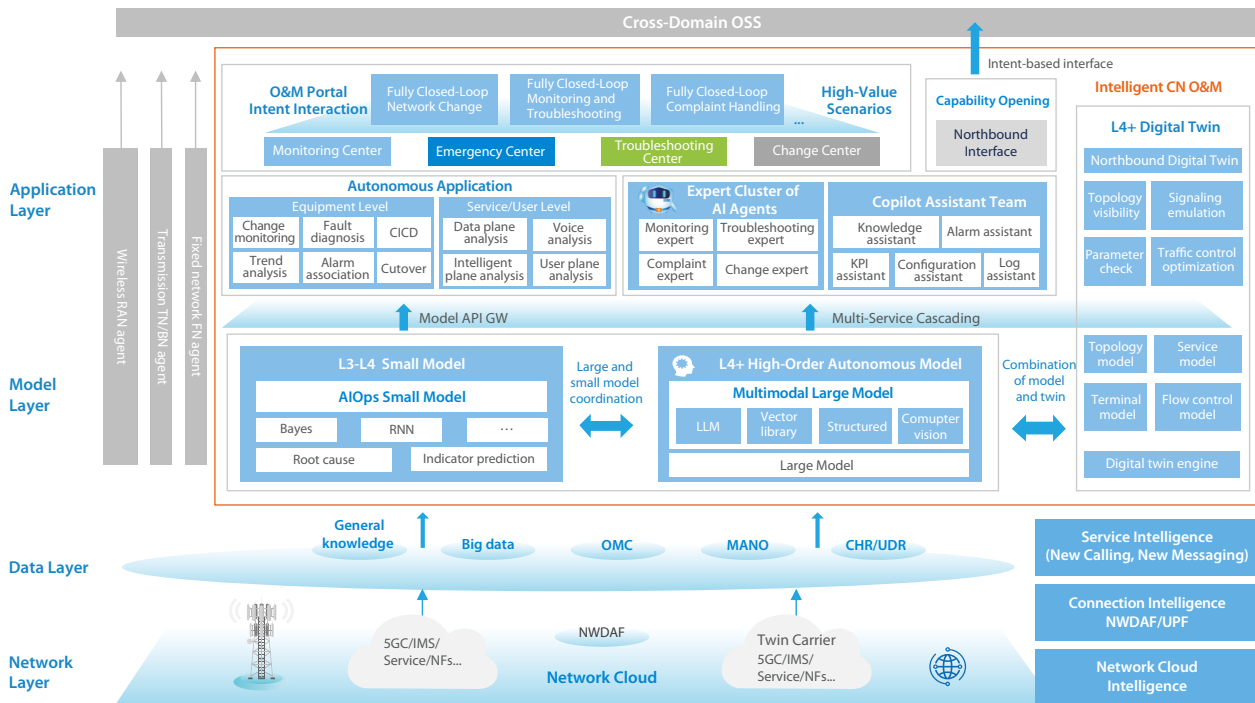 Cross-Domain OSS
Intent-based interface
Intelligent CN O&M
Application
Layer
Wireless RAN agent
Transmission TN/BN agent
Fixed network FN agent
O&M Portal
Intent Interaction
Fully Closed-Loop
Network Change
Fully Closed-Loop
Monitoring and
Troubleshooting
Fully Closed-Loop
Complaint Handling
...
High-Value
Scenarios
Monitoring Center
Emergency Center
Troubleshooting
Center
Change Center
Capability Opening
Northbound
Interface
L4+ Digital Twin
Northbound Digital Twin
Topology
visibility
Signaling
emulation
Parameter
check
Traffic control
optimization
Autonomous Application
Equipment Level
Change
monitoring
Fault
diagnosis
CICD
Trend
analysis
Alarm
association
Cutover
Service/User Level
Data plane
analysis
Voice
analysis
Intelligent
plane analysis
User plane
analysis
Expert Cluster of
AI Agents
Monitoring
expert
Troubleshooting
expert
Complaint
expert
Change expert
Copilot Assistant Team
Knowledge
assistant
Alarm assistant
KPI
assistant
Configuration
assistant
Log
assistant
Model API GW
Multi-Service Cascading
Model
Layer
L3-L4 Small Model
AIOps Small Model
Bayes
RNN
...
Root cause
Indicator prediction
Large and
small model
coordination
L4+ High-Order Autonomous Model
Multimodal Large Model
LLM
Vector
library
Structured
Comupter
vision
Large Model
Combination
of model
and twin
Topology
model
Service
model
Terminal
model
Flow control
model
Digital twin engine
Data Layer
General
knowledge
Big data
OMC
MANO
CHR/UDR
Service Intelligence
(New Calling, New Messaging)
Connection Intelligence
NWDAF/UPF
Network Cloud
Intelligence
Network
Layer
5GC/IMS/
Service/NFs...
NWDAF
Network Cloud
Twin Carrier
5GC/IMS/
Service/NFs...